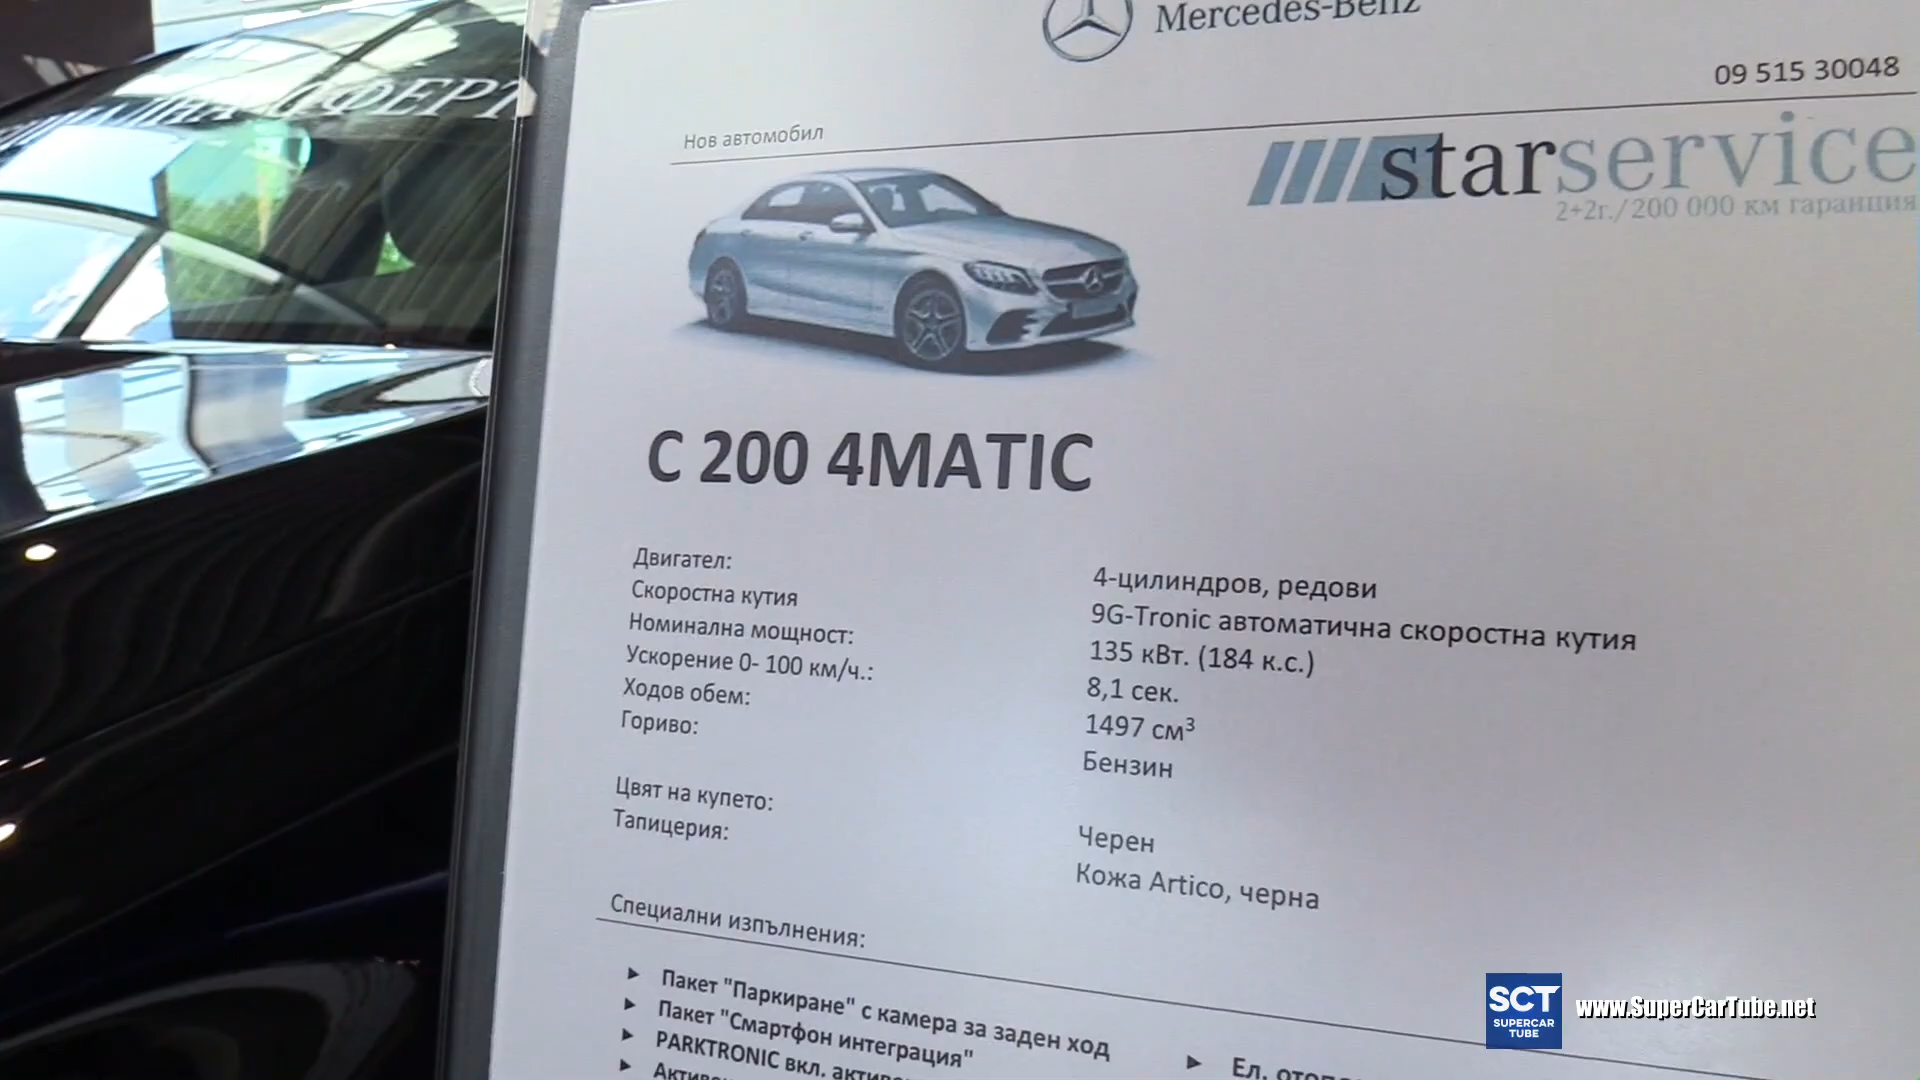 Mercedes-Benz
09 515 30048
Нов автомобил
starservice
2+2г./200 000 км гаранция
C 200 4MATIC
Двигател: 4-цилиндров, редови
Скоростна кутия 9G-Tronic автоматична скоростна кутия
Номинална мощност: 135 кВт. (184 к.с.)
Ускорение 0- 100 км/ч.: 8,1 сек.
Ходов обем: 1497 см³
Гориво: Бензин
Цвят на купето: Черен
Тапицерия: Кожа Artico, черна
Специални изпълнения:
► Пакет "Паркиране" с камера за заден ход
► Пакет "Смартфон интеграция"
► PARKTRONIC вкл.
► Ел.
SCT
SUPERCAR
TUBE
www.SuperCarTube.net